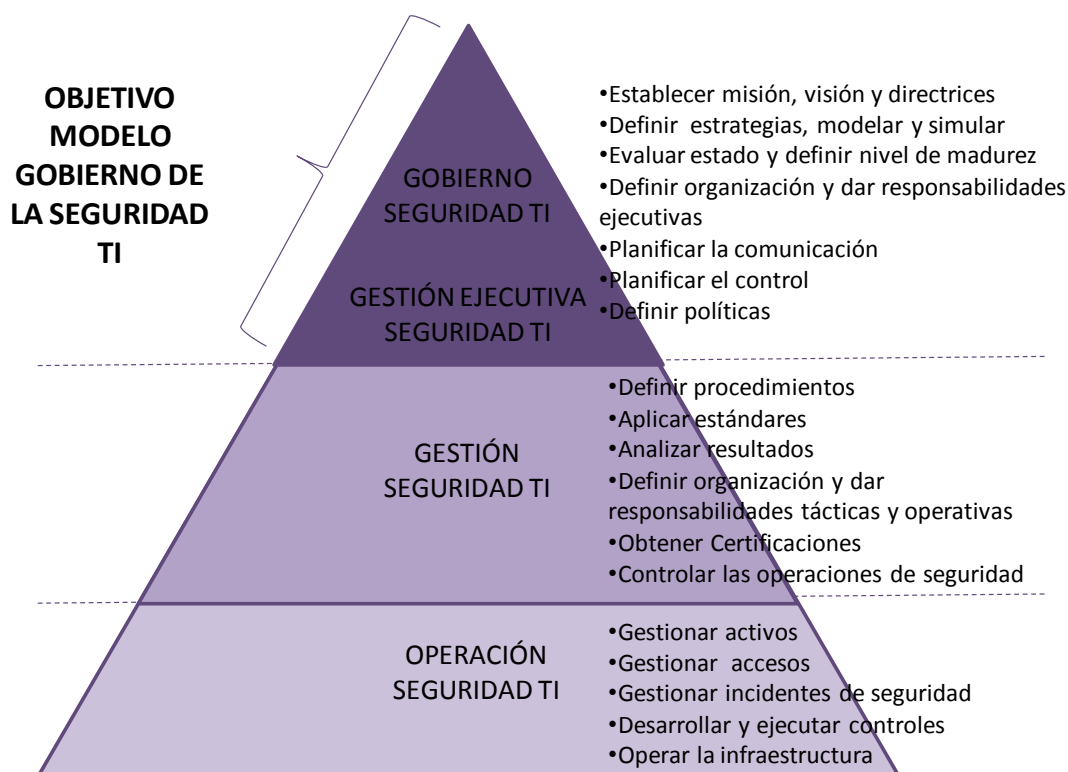 OBJETIVO
MODELO
GOBIERNO DE
LA SEGURIDAD
TI
GOBIERNO
SEGURIDAD TI
GESTIÓN EJECUTIVA
SEGURIDAD TI
•Establecer misión, visión y directrices
•Definir estrategias, modelar y simular
•Evaluar estado y definir nivel de madurez
•Definir organización y dar responsabilidades
ejecutivas
•Planificar la comunicación
•Planificar el control
•Definir políticas
GESTIÓN
SEGURIDAD TI
•Definir procedimientos
•Aplicar estándares
•Analizar resultados
•Definir organización y dar
responsabilidades tácticas y operativas
•Obtener Certificaciones
•Controlar las operaciones de seguridad
OPERACIÓN
SEGURIDAD TI
•Gestionar activos
•Gestionar accesos
•Gestionar incidentes de seguridad
•Desarrollar y ejecutar controles
•Operar la infraestructura